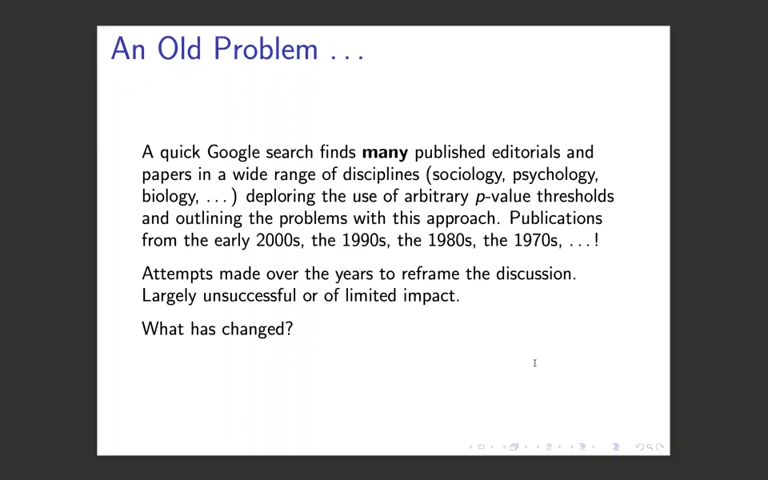 An Old Problem . . .
A quick Google search finds many published editorials and
papers in a wide range of disciplines (sociology, psychology,
biology, . . . ) deploring the use of arbitrary p-value thresholds
and outlining the problems with this approach. Publications
from the early 2000s, the 1990s, the 1980s, the 1970s, . . . !
Attempts made over the years to reframe the discussion.
Largely unsuccessful or of limited impact.
What has changed?